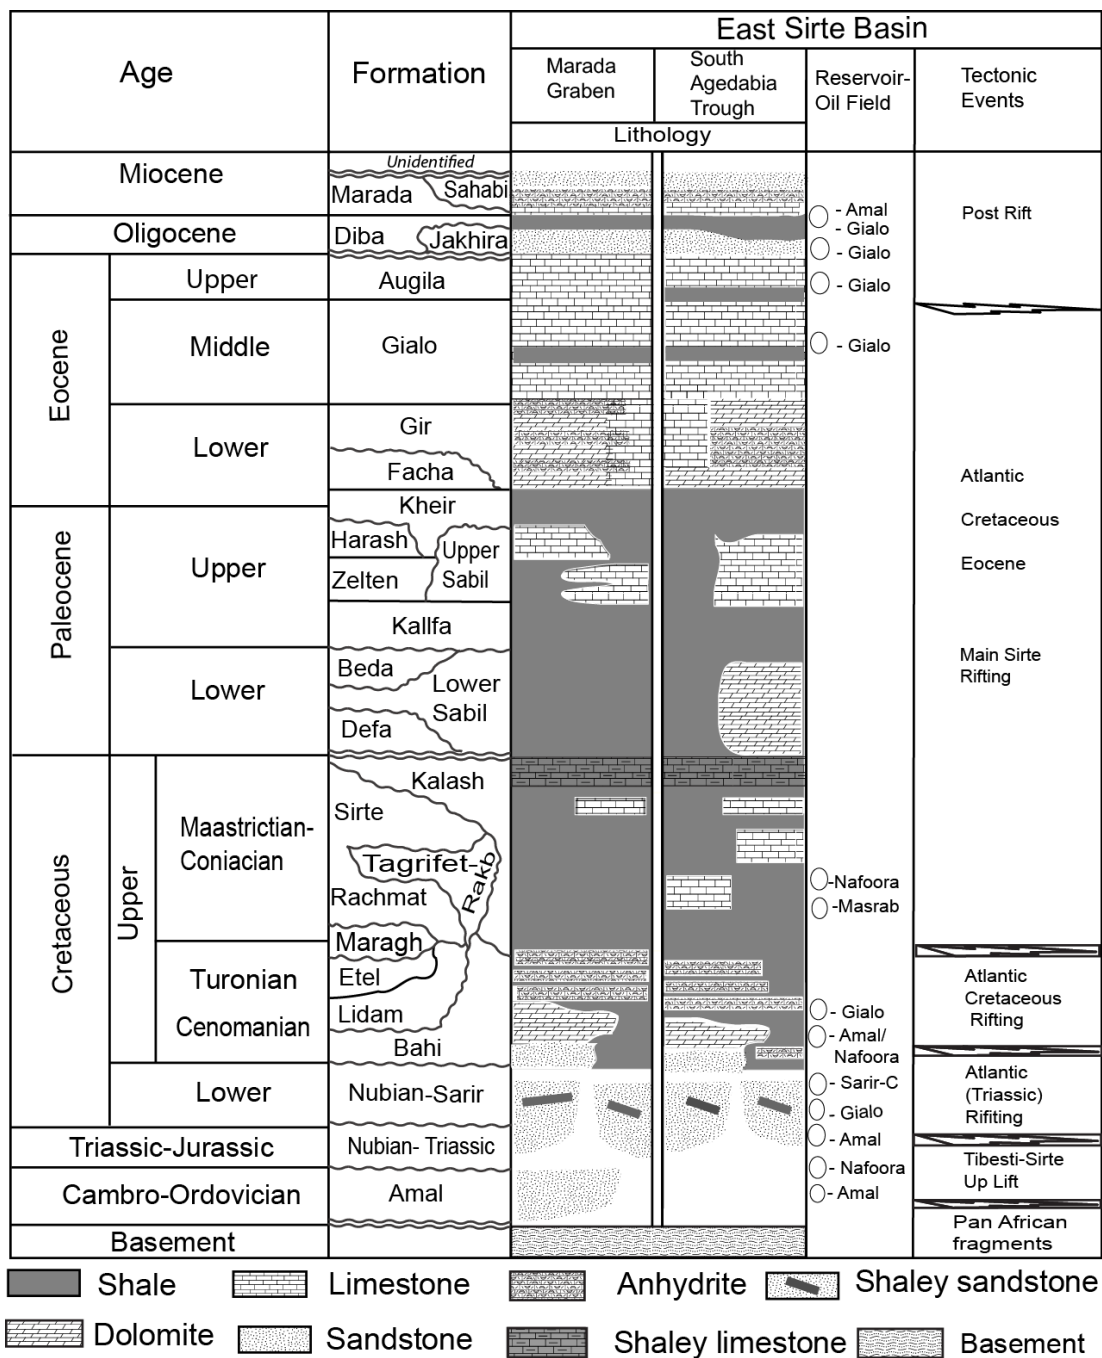 East Sirte Basin
Age
Formation
Marada
Graben
South
Agedabia
Trough
Reservoir-
Oil Field
Tectonic
Events
Lithology
Miocene
Unidentified
Marada
Sahabi
- Amal
- Gialo
Post Rift
Oligocene
Diba
Jakhira
- Gialo
Eocene
Upper
Augila
- Gialo
Middle
Gialo
- Gialo
Lower
Gir
Facha
Atlantic
Cretaceous
Eocene
Main Sirte
Rifting
Paleocene
Upper
Kheir
Harash
Upper
Sabil
Zelten
Kallfa
Lower
Beda
Lower
Sabil
Defa
Cretaceous
Upper
Maastrictian-
Coniacian
Kalash
Sirte
Tagrifet-
Rakb
Rachmat
-Nafoora
-Masrab
Maragh
Turonian
Cenomanian
Etel
Lidam
Bahi
- Gialo
- Amal/
Nafoora
Atlantic
Cretaceous
Rifting
Lower
Nubian-Sarir
- Sarir-C
- Gialo
Atlantic
(Triassic)
Rifiting
Triassic-Jurassic
Nubian- Triassic
- Amal
Tibesti-Sirte
Up Lift
Cambro-Ordovician
Amal
- Nafoora
- Amal
Basement
Pan African
fragments
Shale
Limestone
Anhydrite
Shaley sandstone
Dolomite
Sandstone
Shaley limestone
Basement